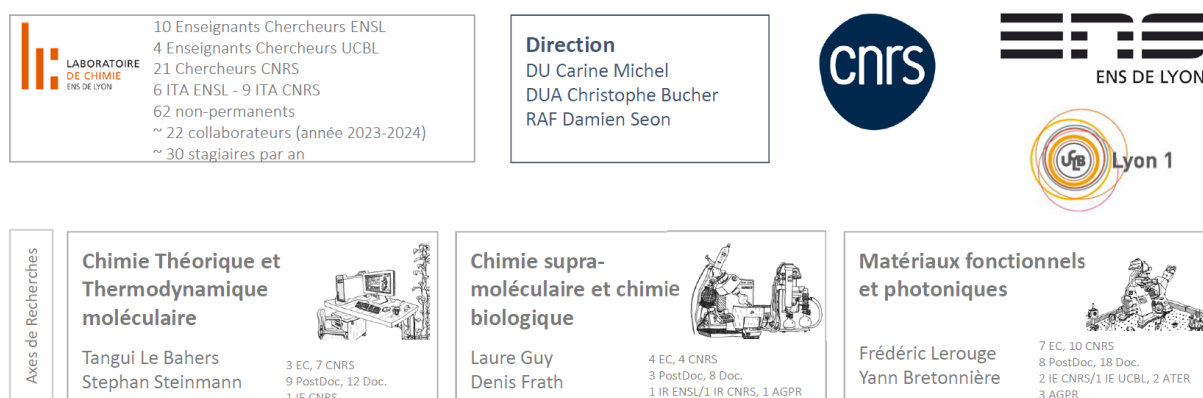 LABORATOIRE
DE CHIMIE
ENS DE LYON
10 Enseignants Chercheurs ENSL
4 Enseignants Chercheurs UCBL
21 Chercheurs CNRS
6 ITA ENSL - 9 ITA CNRS
62 non-permanents
~ 22 collaborateurs (année 2023-2024)
~ 30 stagiaires par an
Direction
DU Carine Michel
DUA Christophe Bucher
RAF Damien Seon
cnrs
ENS
ENS DE LYON
UCBL
Lyon 1
Axes de Recherches
Chimie Théorique et
Thermodynamique
moléculaire
Tangui Le Bahers
Stephan Steinmann
3 EC, 7 CNRS
9 PostDoc, 12 Doc.
1 IE CNRS
Chimie supra-
moléculaire et chimie
biologique
Laure Guy
Denis Frath
4 EC, 4 CNRS
3 PostDoc, 8 Doc.
1 IR ENSL/1 IR CNRS, 1 AGPR
Matériaux fonctionnels
et photoniques
Frédéric Lerouge
Yann Bretonnière
7 EC, 10 CNRS
8 PostDoc, 18 Doc.
2 IE CNRS/1 IE UCBL, 2 ATER
3 AGPR